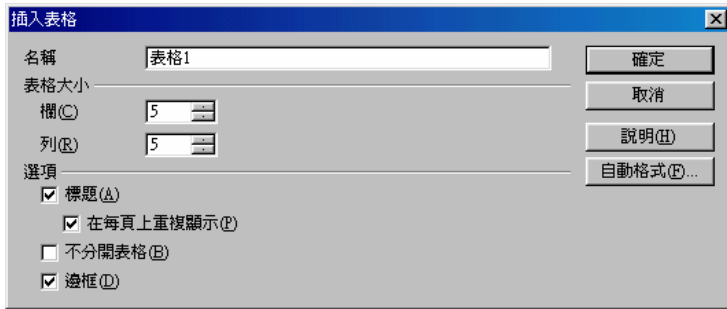 插入表格
名稱 表格1 確定
表格大小 取消
欄(C) 5
列(R) 5 說明(H)
選項 自動格式(F)...
標題(A)
在每頁上重複顯示(P)
不分開表格(B)
邊框(D)